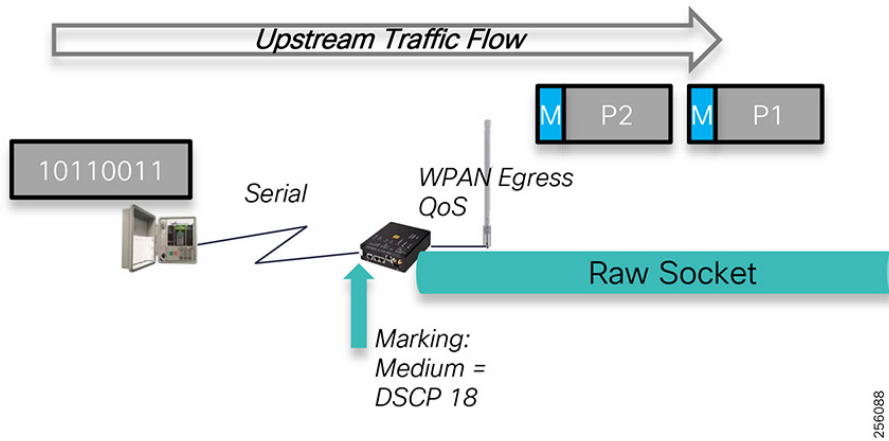 Upstream Traffic Flow
M P2
M P1
10110011
Serial
WPAN Egress
QoS
Raw Socket
Marking:
Medium =
DSCP 18
256088